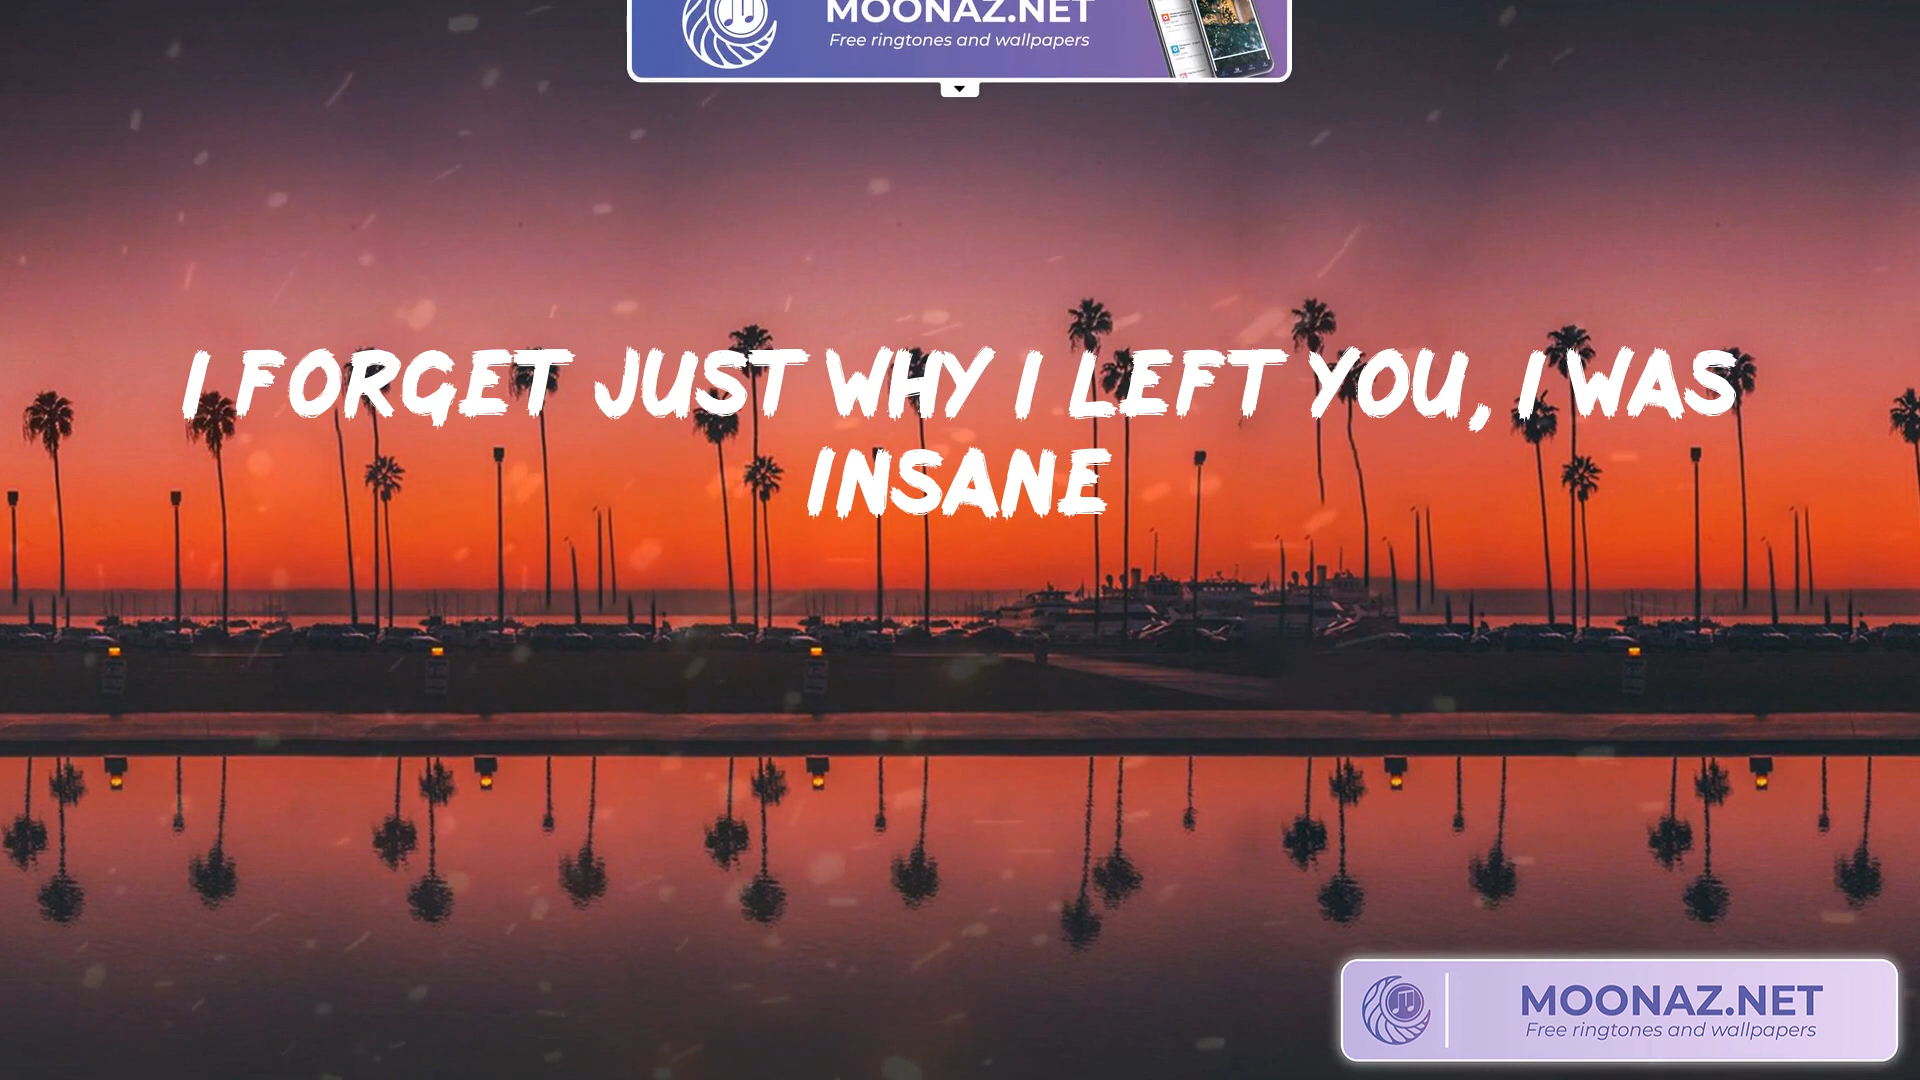 MOONAZ.NET
Free ringtones and wallpapers
I FORGET JUST WHY I LEFT YOU, I WAS
INSANE
MOONAZ.NET
Free ringtones and wallpapers